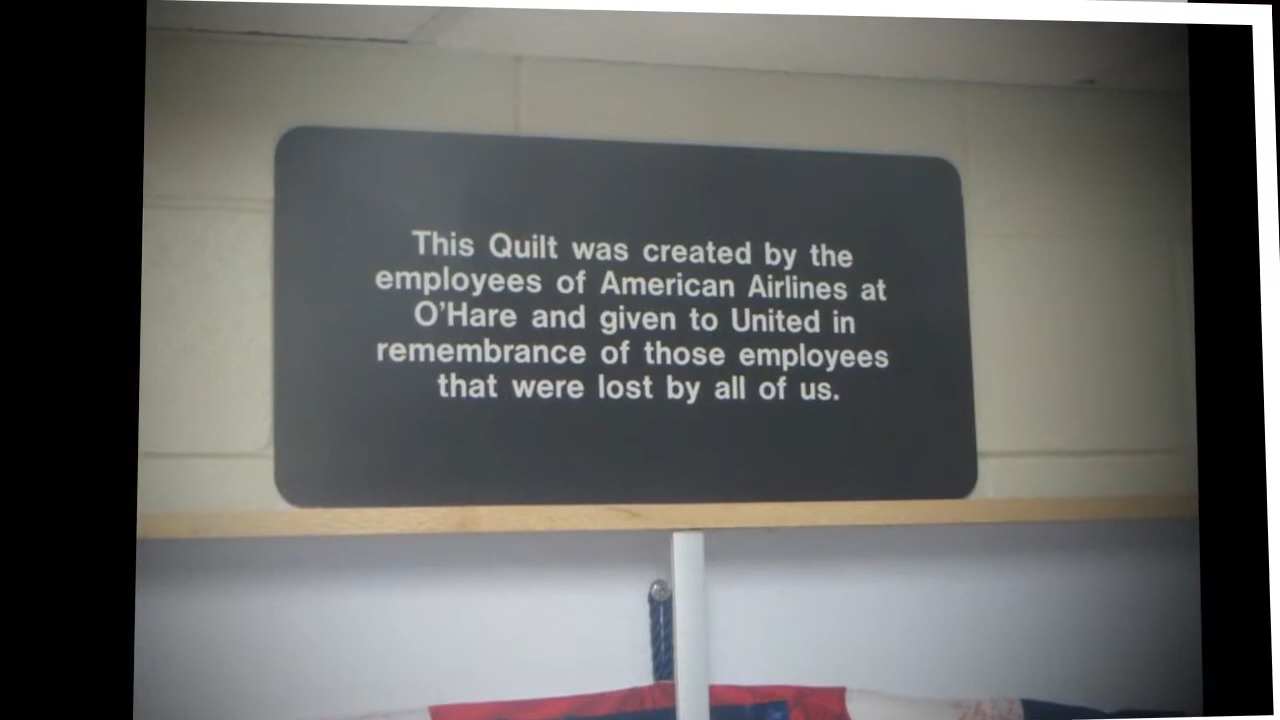 This Quilt was created by the
employees of American Airlines at
O'Hare and given to United in
remembrance of those employees
that were lost by all of us.